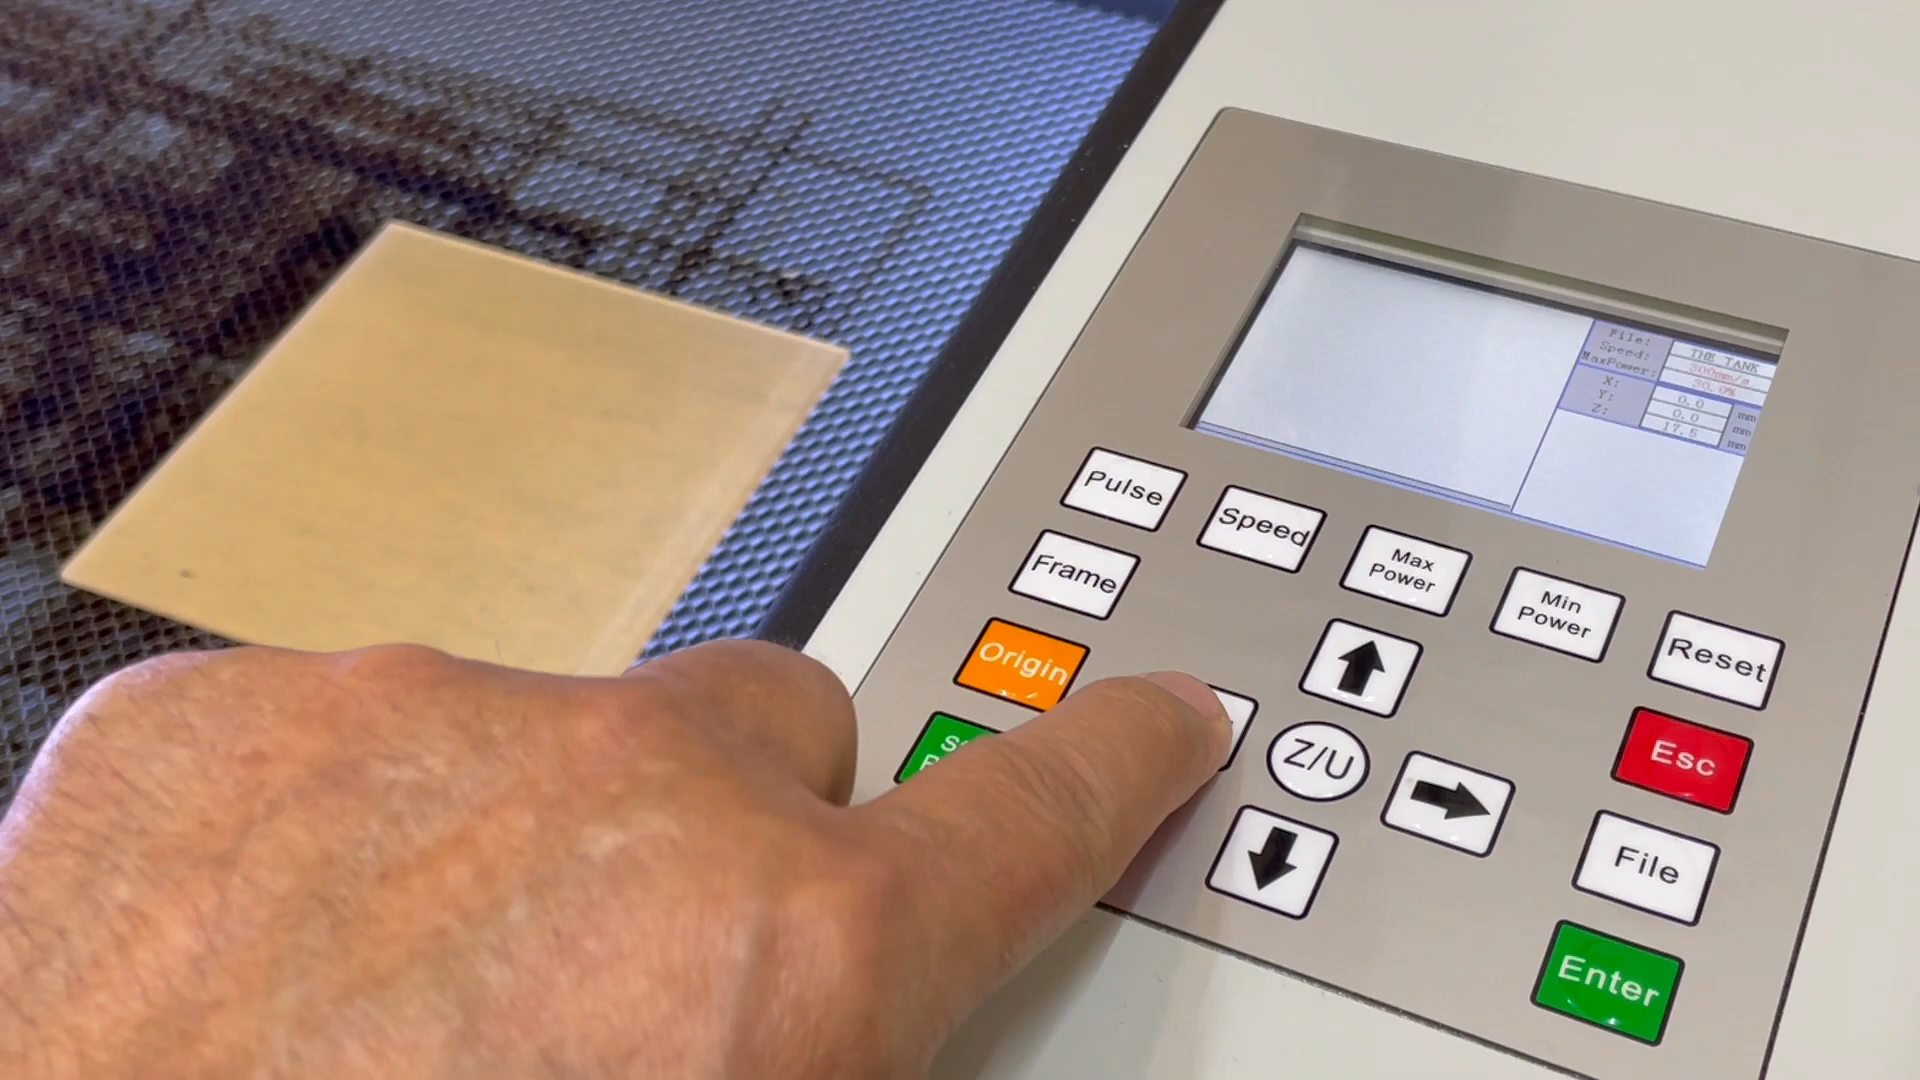 File:
THE TANK
Speed:
300mm/s
MaxPower:
30.0%
X:
0.0
mm
Y:
0.0
mm
Z:
17.5
mm
Pulse
Speed
Max
Power
Min
Power
Reset
Frame
Origin
Z/U
Esc
File
Enter